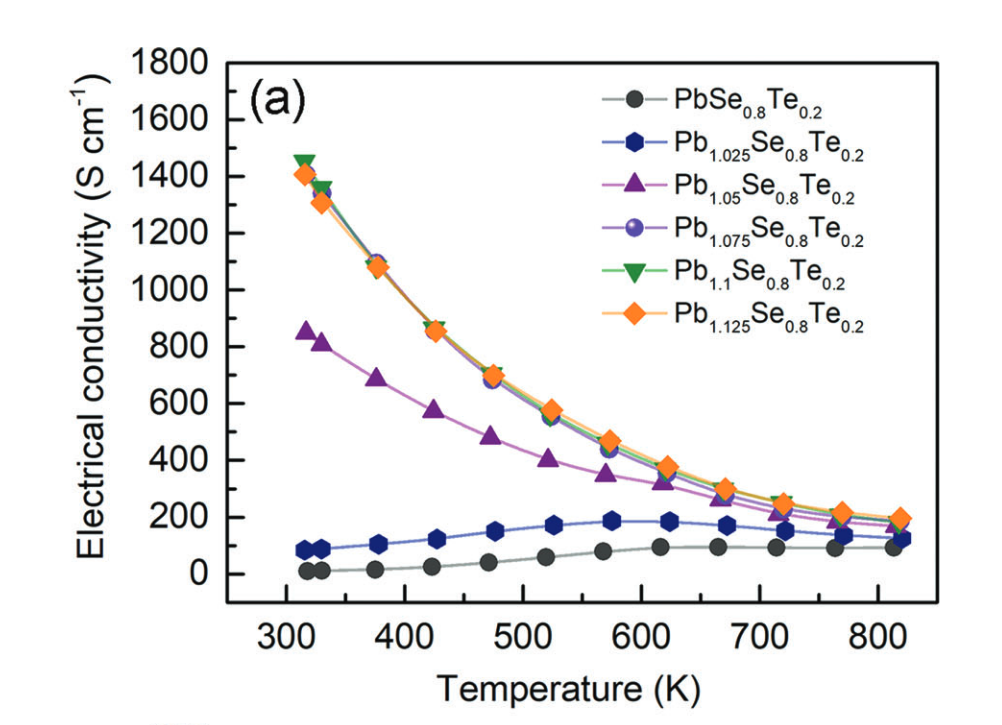 (a)
Electrical conductivity (S cm⁻¹)
1800
1600
1400
1200
1000
800
600
400
200
0
PbSe₀.₈Te₀.₂
Pb₁.₀₂₅Se₀.₈Te₀.₂
Pb₁.₀₅Se₀.₈Te₀.₂
Pb₁.₀₇₅Se₀.₈Te₀.₂
Pb₁.₁Se₀.₈Te₀.₂
Pb₁.₁₂₅Se₀.₈Te₀.₂
300 400 500 600 700 800
Temperature (K)